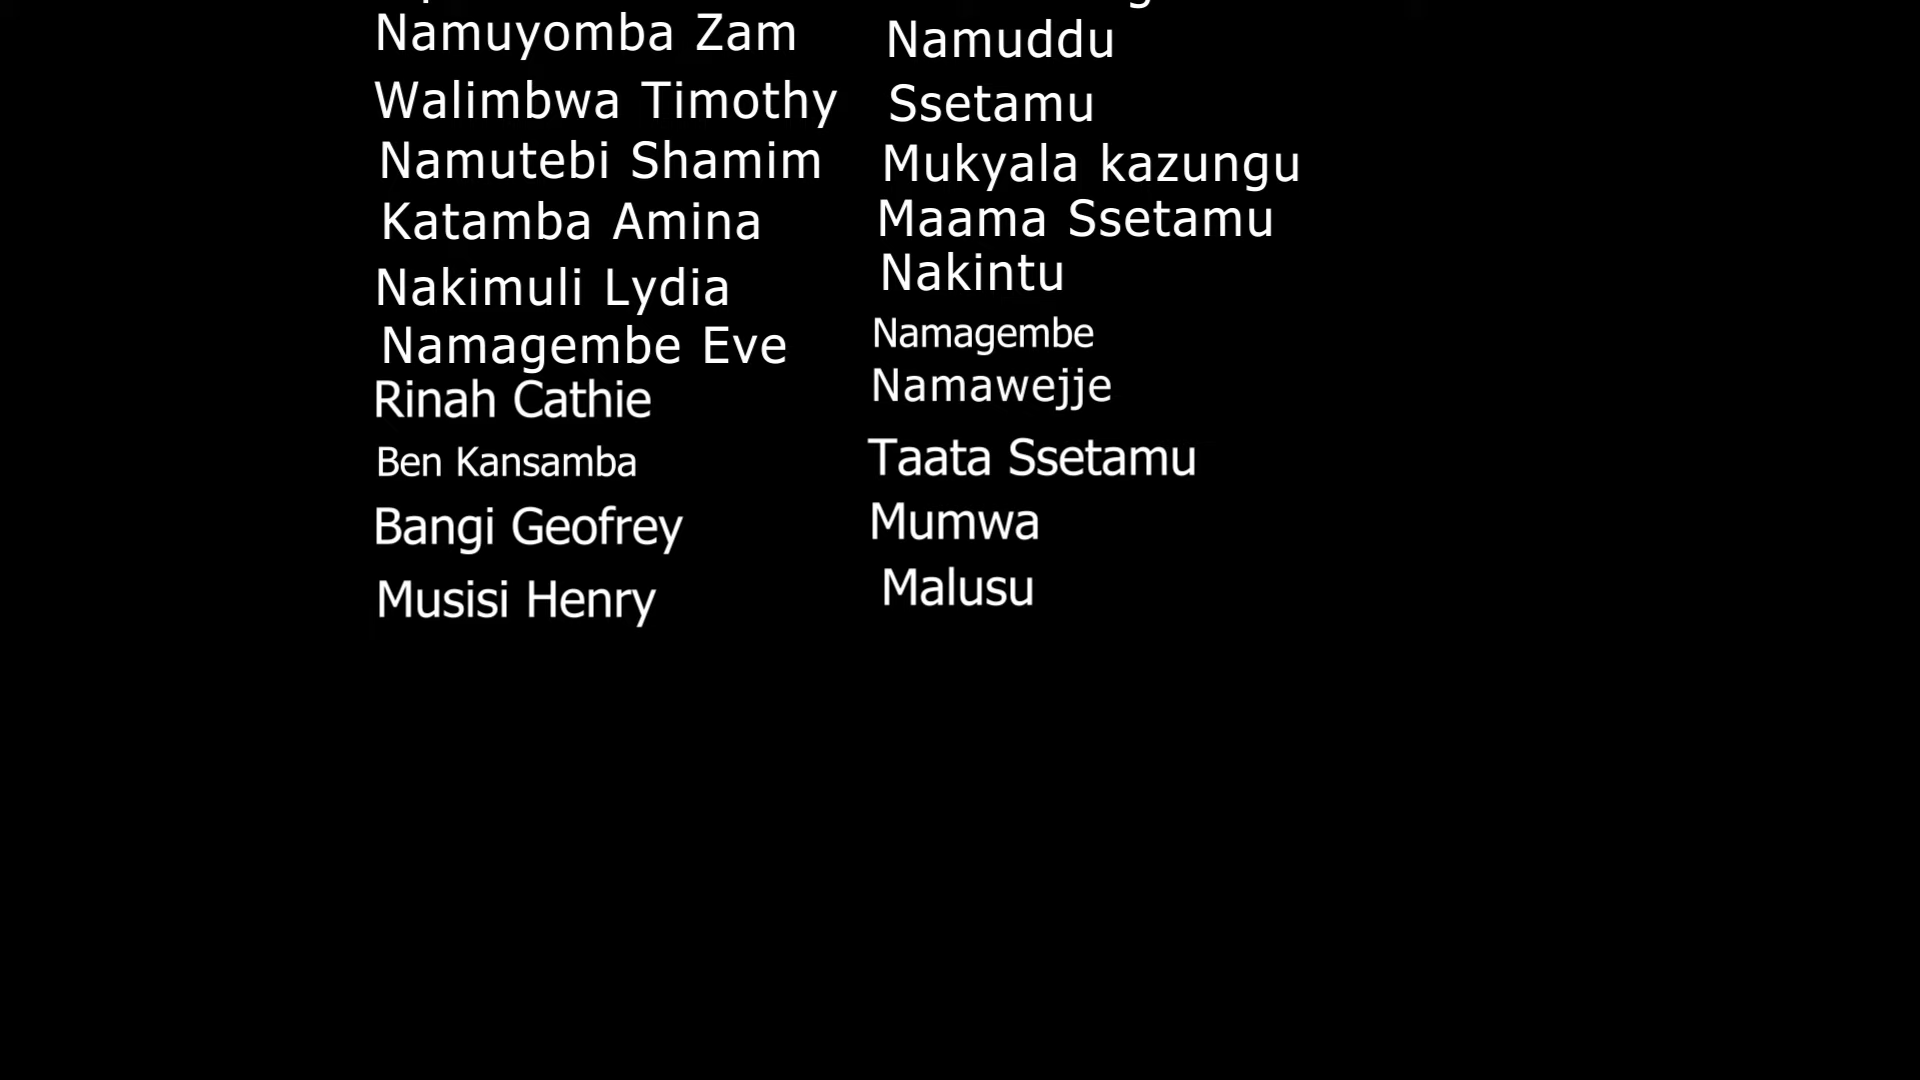 Namuyomba Zam Namuddu
Walimbwa Timothy Ssetamu
Namutebi Shamim Mukyala kazungu
Katamba Amina Maama Ssetamu
Nakimuli Lydia Nakintu
Namagembe Eve Namagembe
Rinah Cathie Namawejje
Ben Kansamba Taata Ssetamu
Bangi Geofrey Mumwa
Musisi Henry Malusu